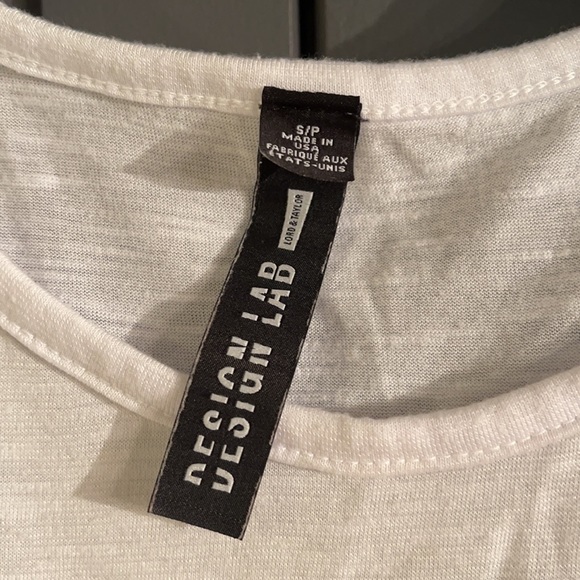 S/P
MADE IN
USA
FABRIQUÉ AUX
ÉTATS-UNIS
LORD & TAYLOR
DESIGN LAB